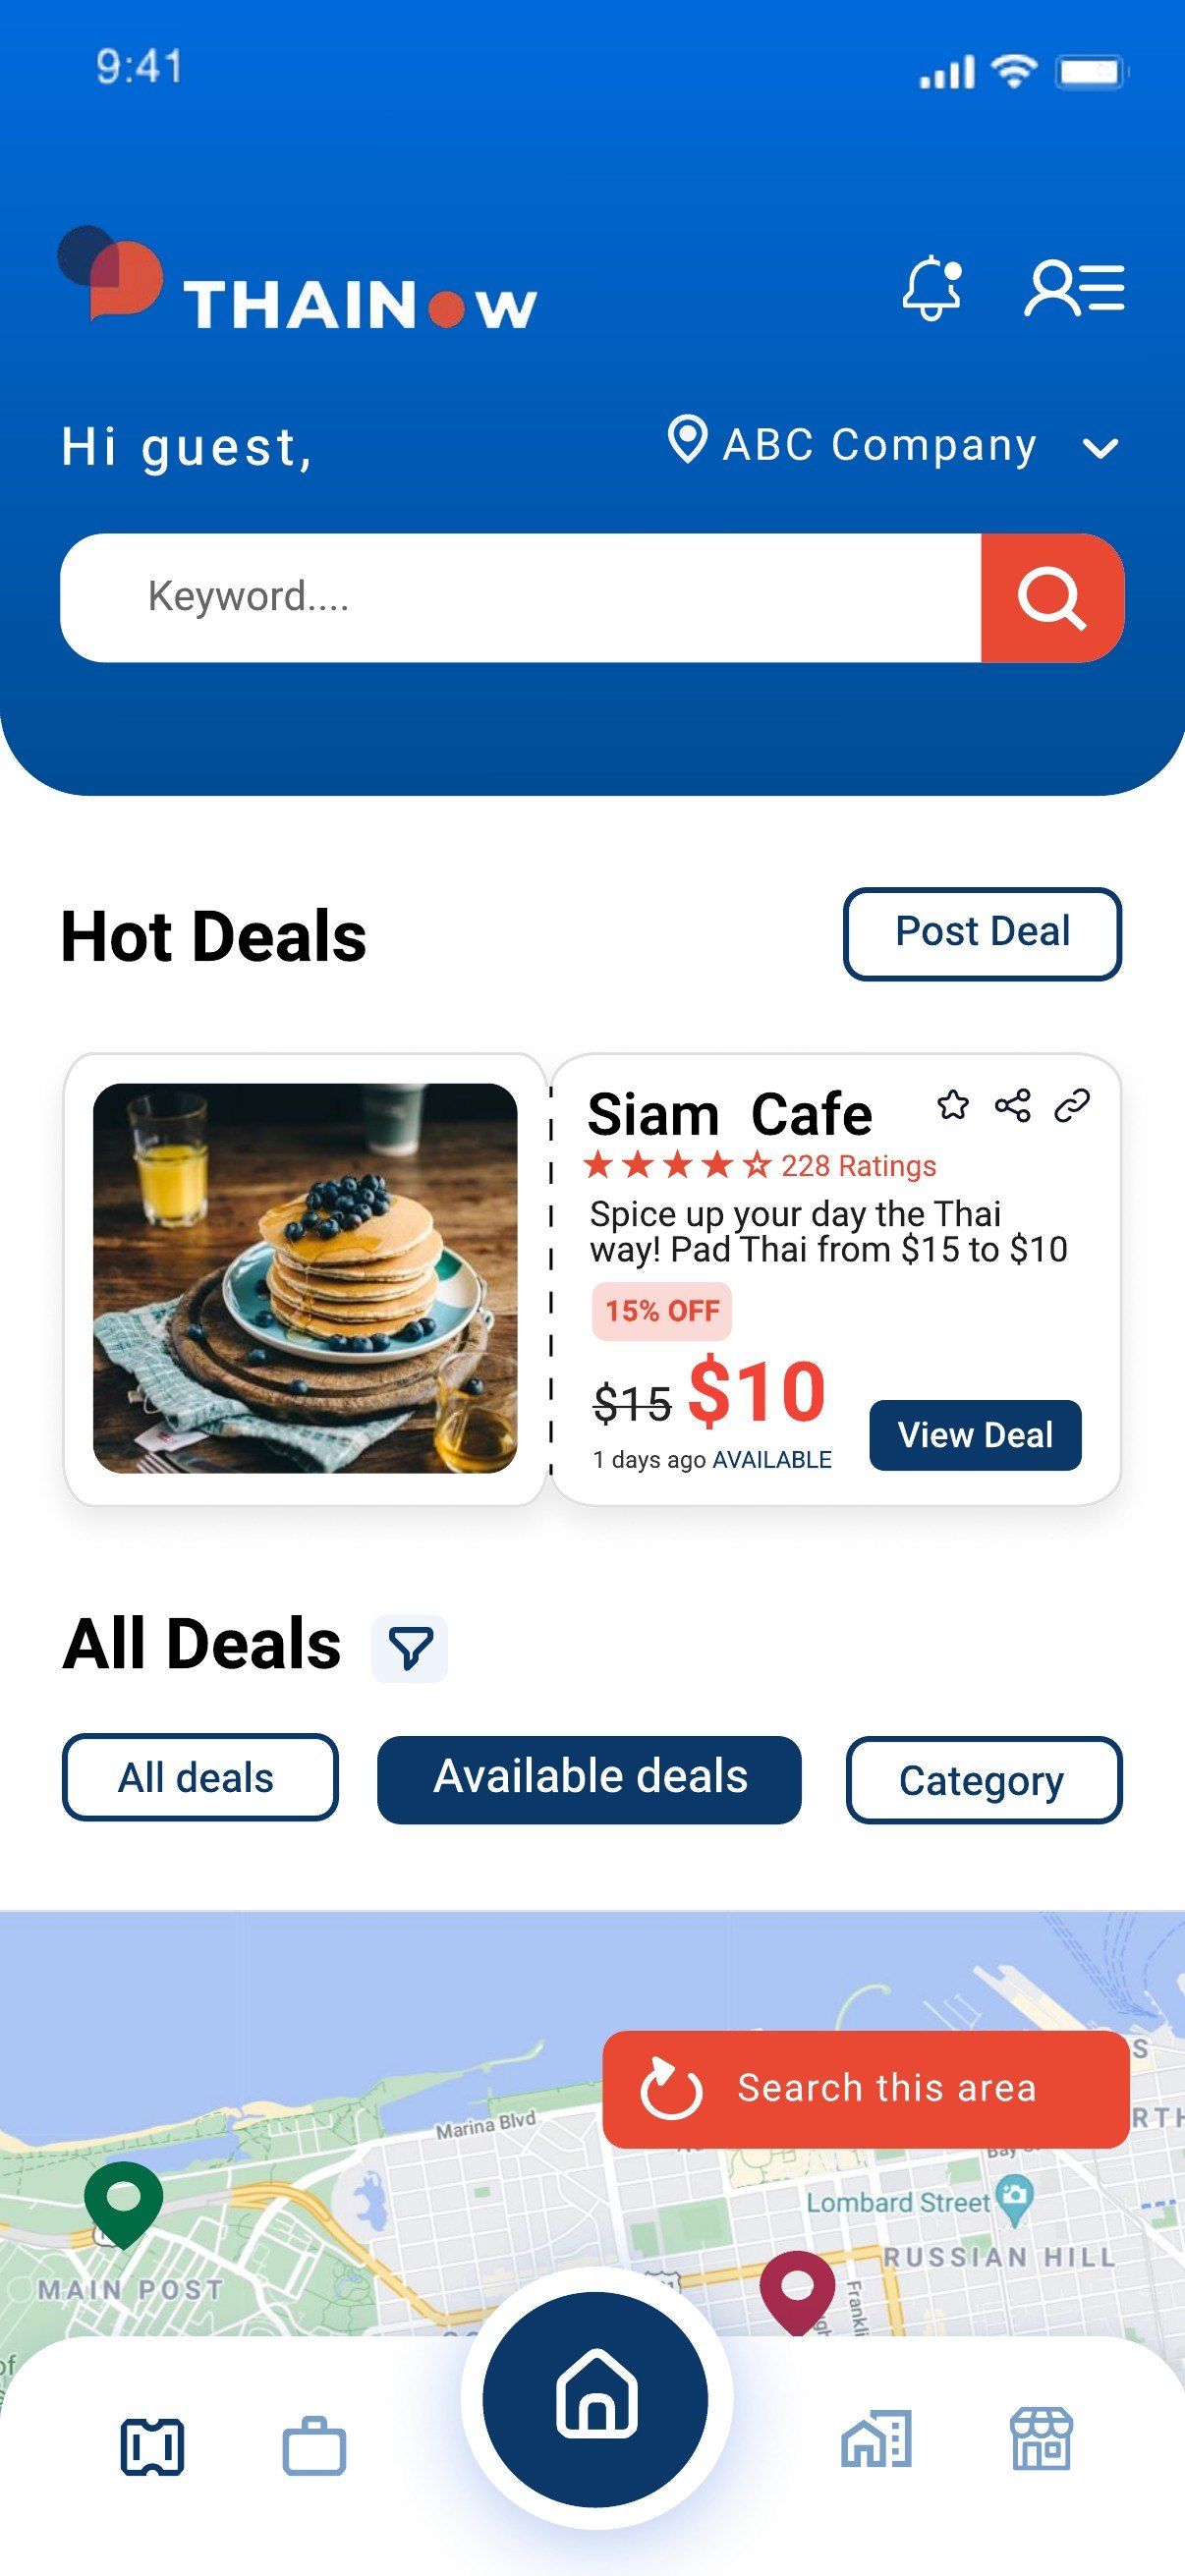 9:41
THAINOW
Hi guest,
ABC Company
Keyword....
Hot Deals
Post Deal
Siam Cafe
228 Ratings
Spice up your day the Thai
way! Pad Thai from $15 to $10
15% OFF
$15 $10
1 days ago AVAILABLE
View Deal
All Deals
All deals
Available deals
Category
Search this area
Marina Blvd
Lombard Street
RUSSIAN HILL
MAIN POST